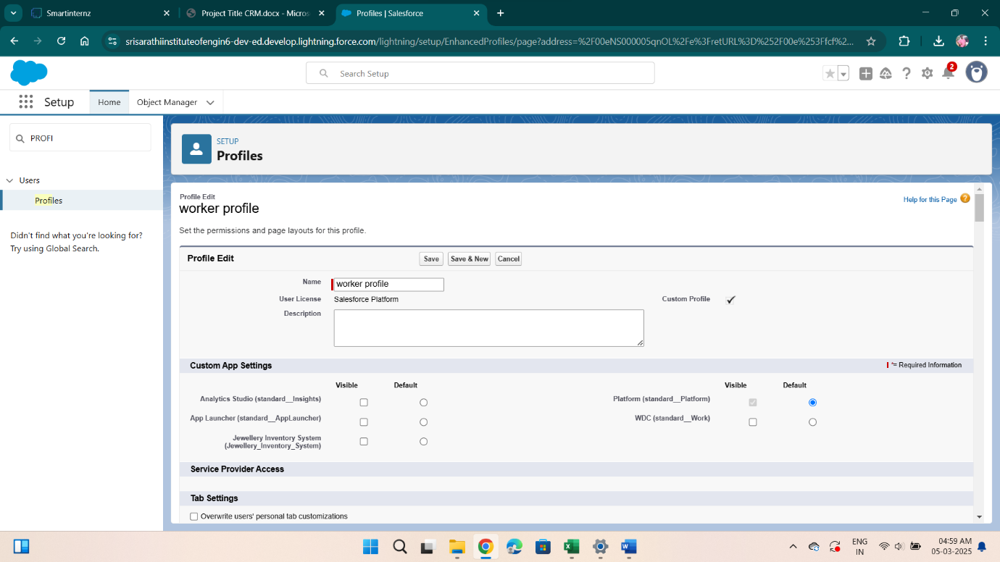 Smartinternz
Project Title CRM.docx - Micros
Profiles | Salesforce
srisarathiinstituteofengin6-dev-ed.develop.lightning.force.com/lightning/setup/EnhancedProfiles/page?address=%2F00eNS000005qnOL%2Fe%3FretURL%3D%252F00e%253Ffcf%2...
Search Setup
2
Setup
Home
Object Manager
PROFI
Users
Profiles
Didn't find what you're looking for?
Try using Global Search.
SETUP
Profiles
Profile Edit
worker profile
Help for this Page
Set the permissions and page layouts for this profile.
Profile Edit
Save
Save & New
Cancel
Name
worker profile
User License
Salesforce Platform
Custom Profile
Description
Custom App Settings
= Required Information
Visible
Default
Visible
Default
Analytics Studio (standard__Insights)
Platform (standard__Platform)
App Launcher (standard__AppLauncher)
WDC (standard__Work)
Jewellery Inventory System
(Jewellery_Inventory_System)
Service Provider Access
Tab Settings
Overwrite users' personal tab customizations
ENG
IN
04:59 AM
05-03-2025